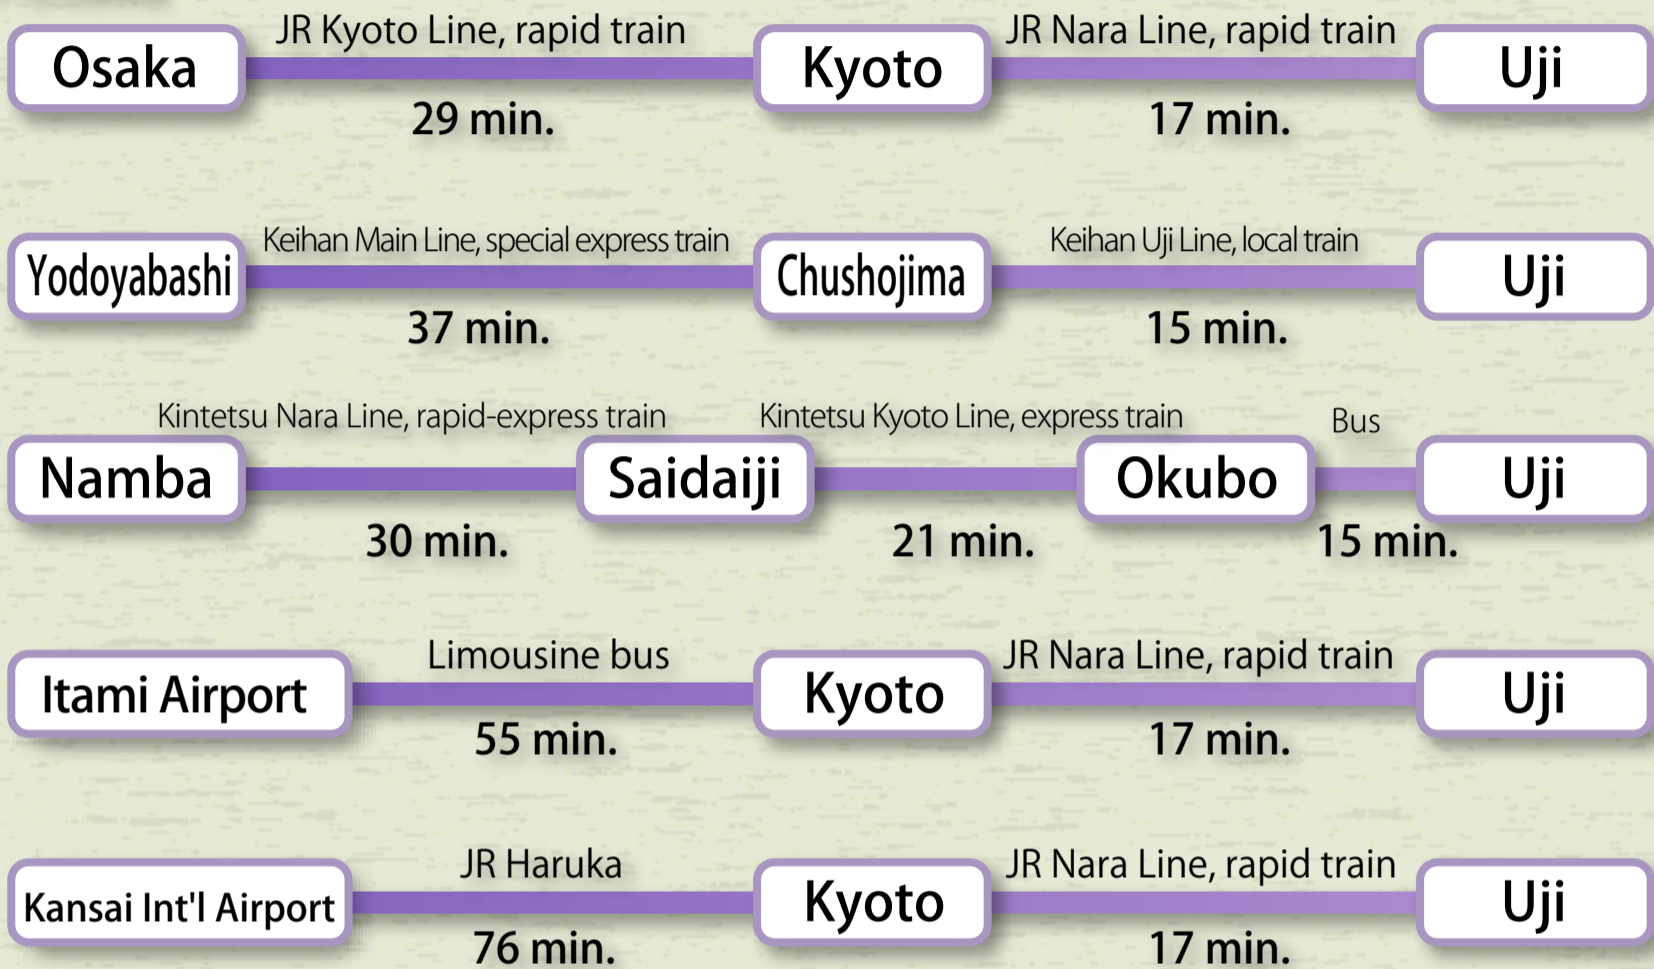 JR Kyoto Line, rapid train JR Nara Line, rapid train
Osaka Kyoto Uji
29 min. 17 min.
Keihan Main Line, special express train Keihan Uji Line, local train
Yodoyabashi Chushojima Uji
37 min. 15 min.
Kintetsu Nara Line, rapid-express train Kintetsu Kyoto Line, express train Bus
Namba Saidaiji Okubo Uji
30 min. 21 min. 15 min.
Limousine bus JR Nara Line, rapid train
Itami Airport Kyoto Uji
55 min. 17 min.
JR Haruka JR Nara Line, rapid train
Kansai Int'l Airport Kyoto Uji
76 min. 17 min.